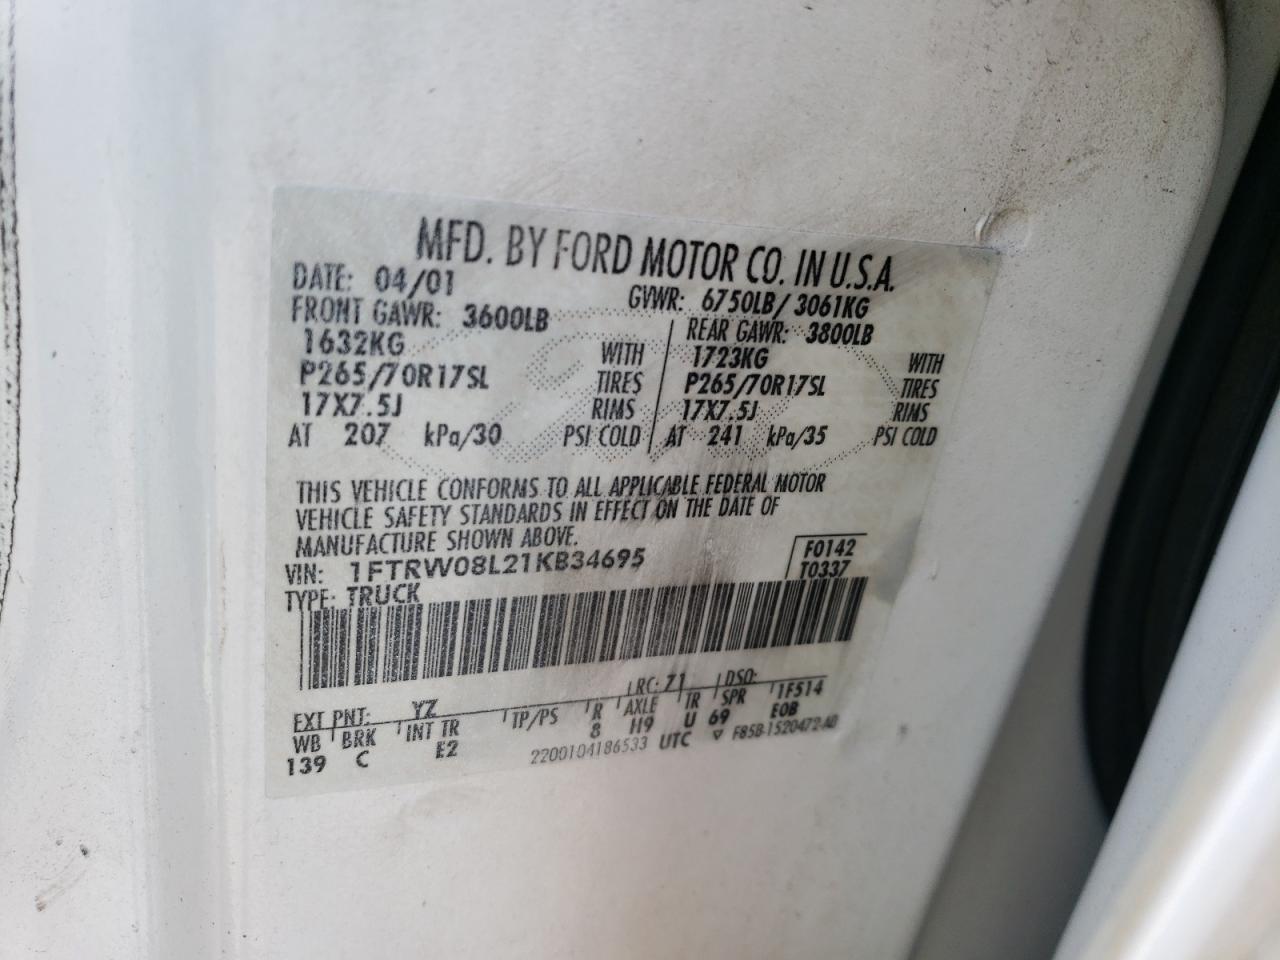 MFD. BY FORD MOTOR CO. IN U.S.A.
DATE: 04/01 GVWR: 6750LB/ 3061KG
FRONT GAWR: 3600LB REAR GAWR: 3800LB
1632KG WITH 1723KG WITH
P265/70R17SL TIRES P265/70R17SL TIRES
17X7.5J RIMS 17X7.5J RIMS
AT 207 kPa/30 PSI COLD AT 241 kPa/35 PSI COLD
THIS VEHICLE CONFORMS TO ALL APPLICABLE FEDERAL MOTOR
VEHICLE SAFETY STANDARDS IN EFFECT ON THE DATE OF
MANUFACTURE SHOWN ABOVE.
VIN: 1FTRW08L21KB34695 F0142
TYPE: TRUCK T0337
EXT PNT: YZ RC: 71 DSO: 1F514
WB BRK INT TR TP/PS R AXLE TR SPR E0B
139 C E2 8 H9 U 69
2200104186533 UTC ▽ F85B-1520472-AB